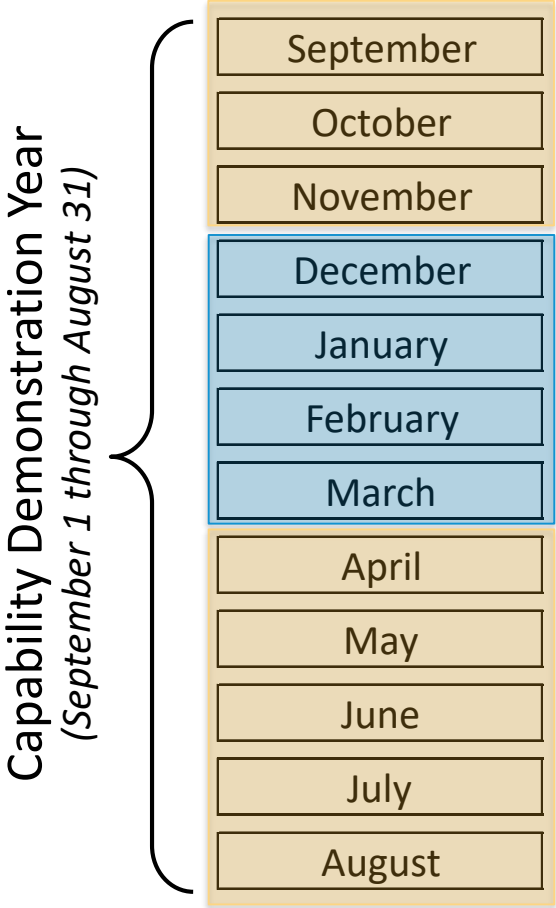 Capability Demonstration Year
(September 1 through August 31)
September
October
November
December
January
February
March
April
May
June
July
August